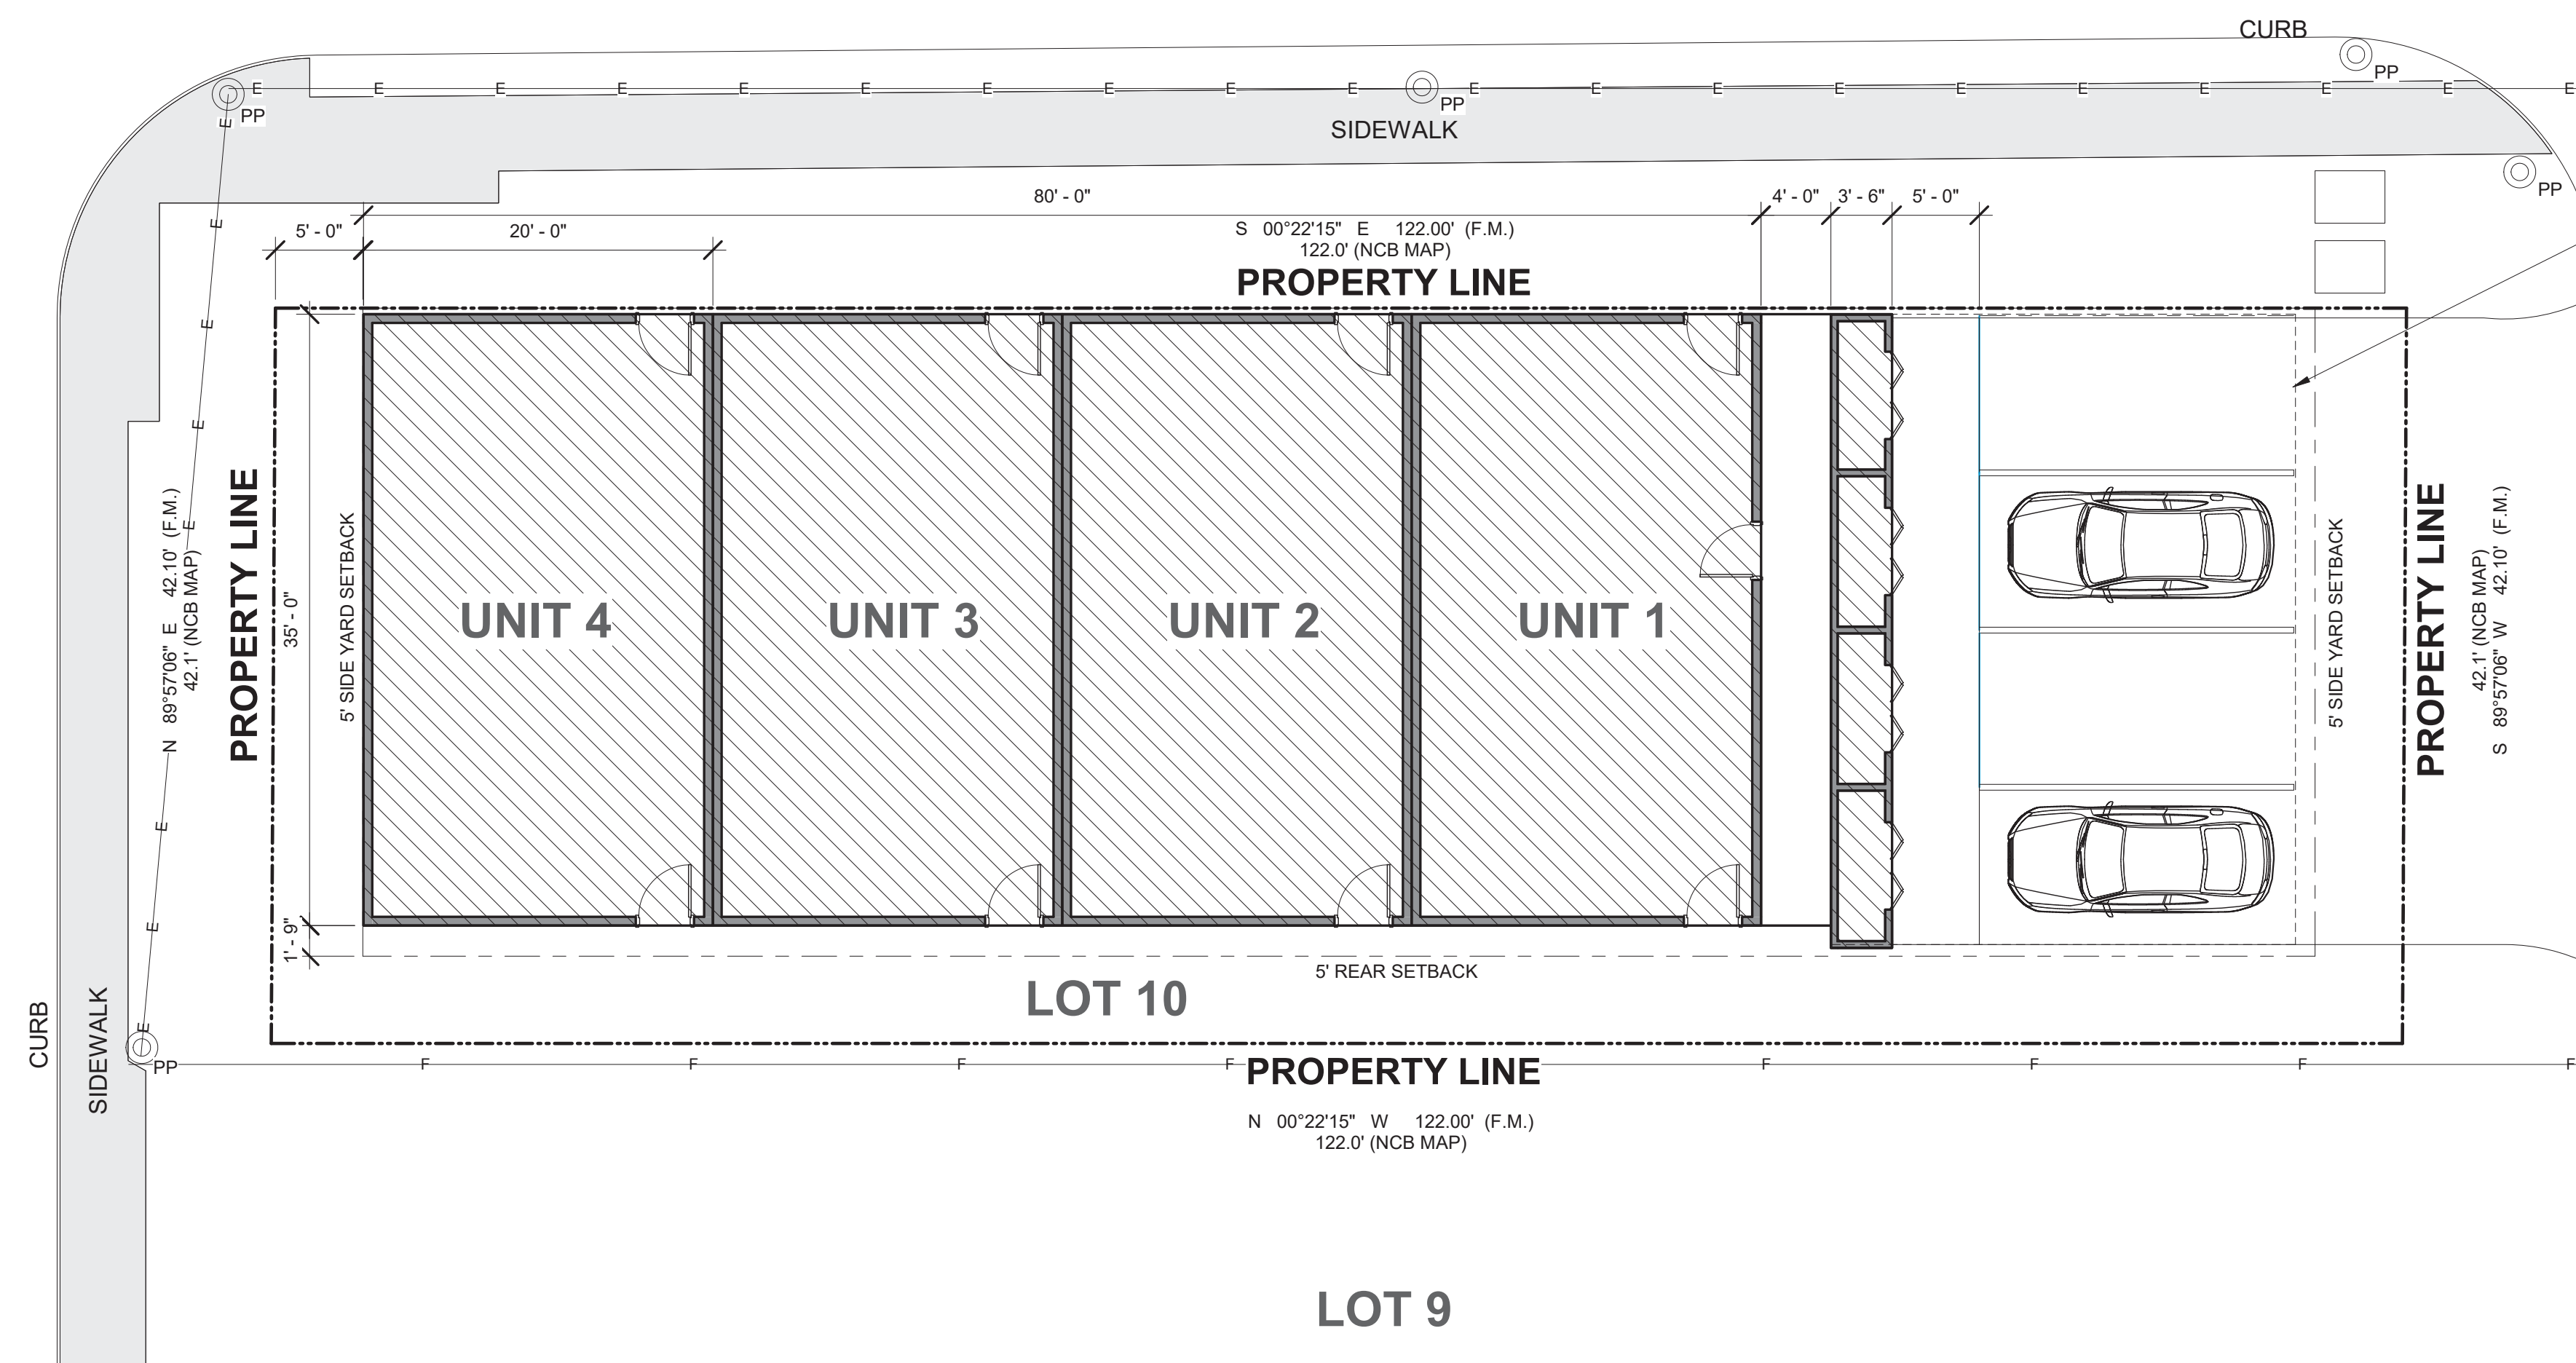 CURB
E E E E E E E E E E E E E E E E E E E E
PP
PP
PP
PP
SIDEWALK
80' - 0"
4' - 0"
3' - 6"
5' - 0"
5' - 0"
20' - 0"
S 00°22'15" E 122.00' (F.M.)
122.0' (NCB MAP)
PROPERTY LINE
E
E
E
E
E
E
E
E
N 89°57'06" E 42.10' (F.M.)
42.1' (NCB MAP)
PROPERTY LINE
35' - 0"
1' - 9"
5' SIDE YARD SETBACK
UNIT 4
UNIT 3
UNIT 2
UNIT 1
5' SIDE YARD SETBACK
PROPERTY LINE
42.1' (NCB MAP)
S 89°57'06" W 42.10' (F.M.)
5' REAR SETBACK
LOT 10
CURB
SIDEWALK
PP
F F F F F F F F
PROPERTY LINE
N 00°22'15" W 122.00' (F.M.)
122.0' (NCB MAP)
LOT 9